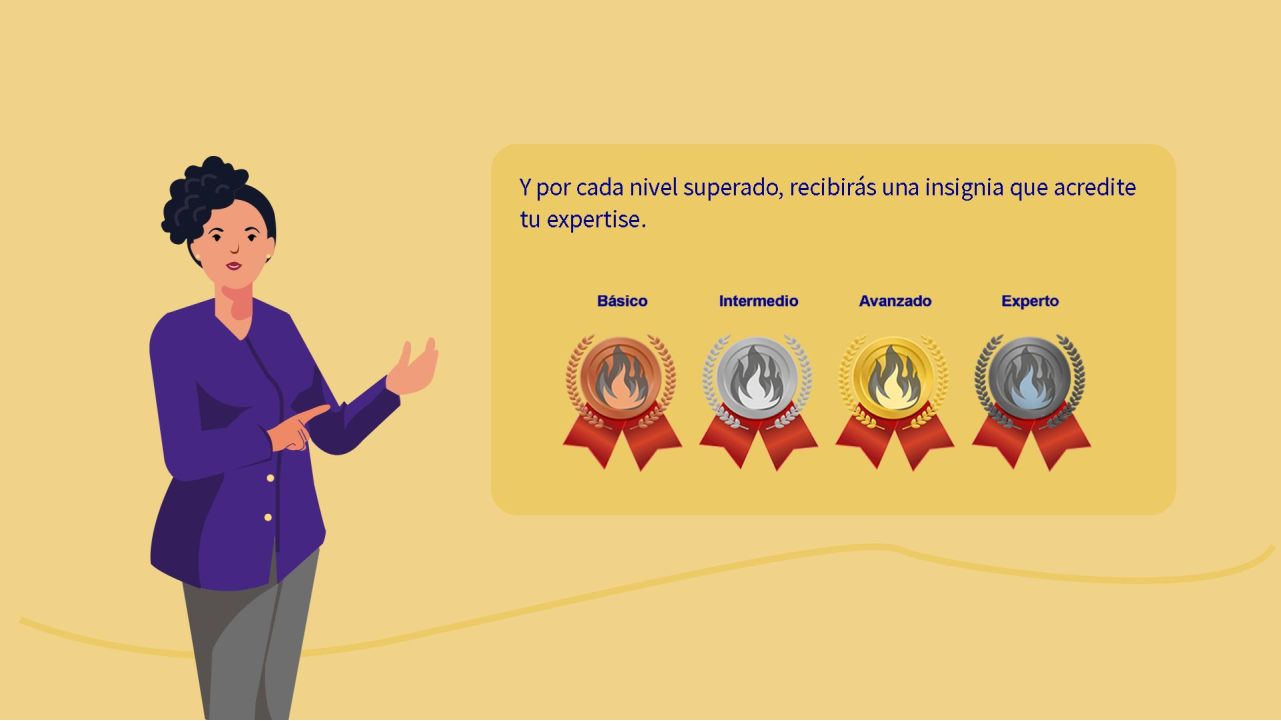 Y por cada nivel superado, recibirás una insignia que acredite
tu expertise.
Básico Intermedio Avanzado Experto